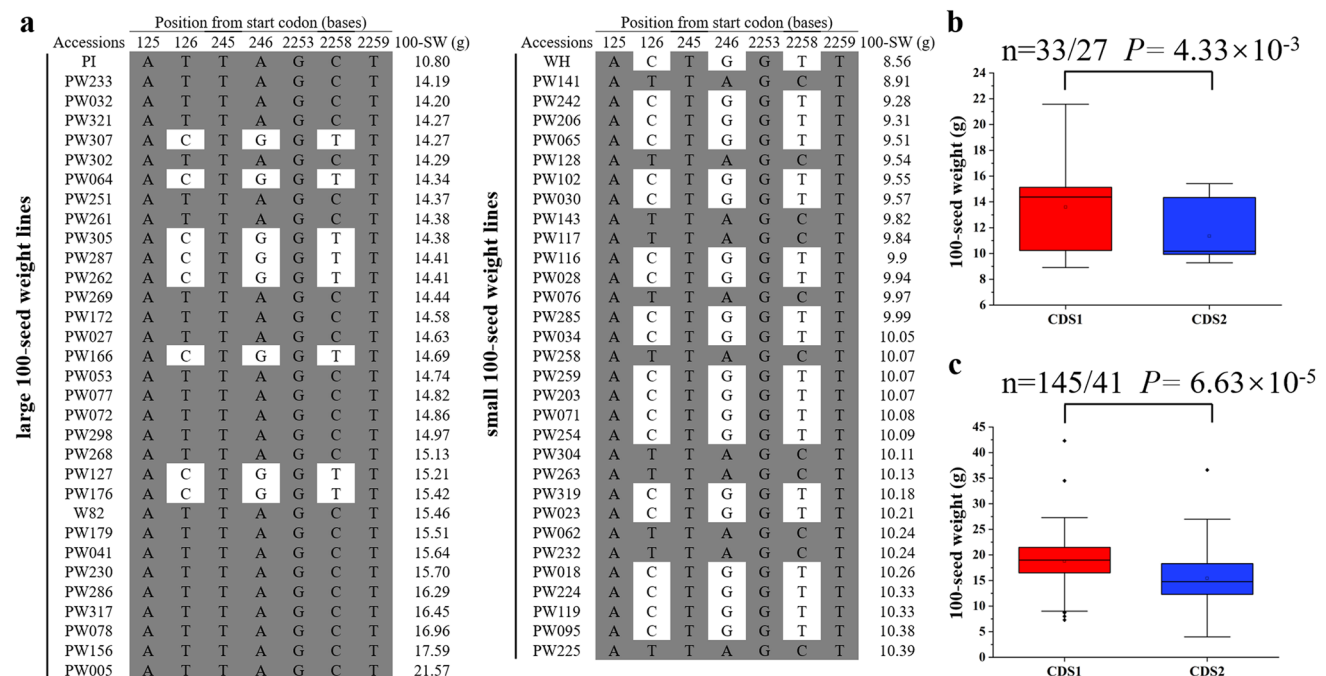 a
Position from start codon (bases)
Accessions 125 126 245 246 2253 2258 2259 100-SW (g)
large 100-seed weight lines
PI A T T A G C T 10.80
PW233 A T T A G C T 14.19
PW032 A T T A G C T 14.20
PW321 A T T A G C T 14.27
PW307 A C T G G T T 14.27
PW302 A T T A G C T 14.29
PW064 A C T G G T T 14.34
PW251 A T T A G C T 14.37
PW261 A T T A G C T 14.38
PW305 A C T G G T T 14.38
PW287 A C T G G T T 14.41
PW262 A C T G G T T 14.41
PW269 A T T A G C T 14.44
PW172 A T T A G C T 14.58
PW027 A T T A G C T 14.63
PW166 A C T G G T T 14.69
PW053 A T T A G C T 14.74
PW077 A T T A G C T 14.82
PW072 A T T A G C T 14.86
PW298 A T T A G C T 14.97
PW268 A T T A G C T 15.13
PW127 A C T G G T T 15.21
PW176 A C T G G T T 15.42
W82 A T T A G C T 15.46
PW179 A T T A G C T 15.51
PW041 A T T A G C T 15.64
PW230 A T T A G C T 15.70
PW286 A T T A G C T 16.29
PW317 A T T A G C T 16.45
PW078 A T T A G C T 16.96
PW156 A T T A G C T 17.59
PW005 A T T A G C T 21.57
Position from start codon (bases)
Accessions 125 126 245 246 2253 2258 2259 100-SW (g)
small 100-seed weight lines
WH A C T G G T T 8.56
PW141 A T T A G C T 8.91
PW242 A C T G G T T 9.28
PW206 A C T G G T T 9.31
PW065 A C T G G T T 9.51
PW128 A T T A G C T 9.54
PW102 A C T G G T T 9.55
PW030 A C T G G T T 9.57
PW143 A T T A G C T 9.82
PW117 A T T A G C T 9.84
PW116 A C T G G T T 9.9
PW028 A C T G G T T 9.94
PW076 A T T A G C T 9.97
PW285 A C T G G T T 9.99
PW034 A C T G G T T 10.05
PW258 A T T A G C T 10.07
PW259 A C T G G T T 10.07
PW203 A C T G G T T 10.07
PW071 A C T G G T T 10.08
PW254 A C T G G T T 10.09
PW304 A T T A G C T 10.11
PW263 A T T A G C T 10.13
PW319 A C T G G T T 10.18
PW023 A C T G G T T 10.21
PW062 A T T A G C T 10.24
PW232 A T T A G C T 10.24
PW018 A C T G G T T 10.26
PW224 A C T G G T T 10.33
PW119 A C T G G T T 10.33
PW095 A C T G G T T 10.38
PW225 A T T A G C T 10.39
b
n=33/27 P= 4.33×10-3
100-seed weight (g)
24
22
20
18
16
14
12
10
8
6
CDS1 CDS2
c
n=145/41 P= 6.63×10-5
100-seed weight (g)
45
40
35
30
25
20
15
10
5
0
CDS1 CDS2